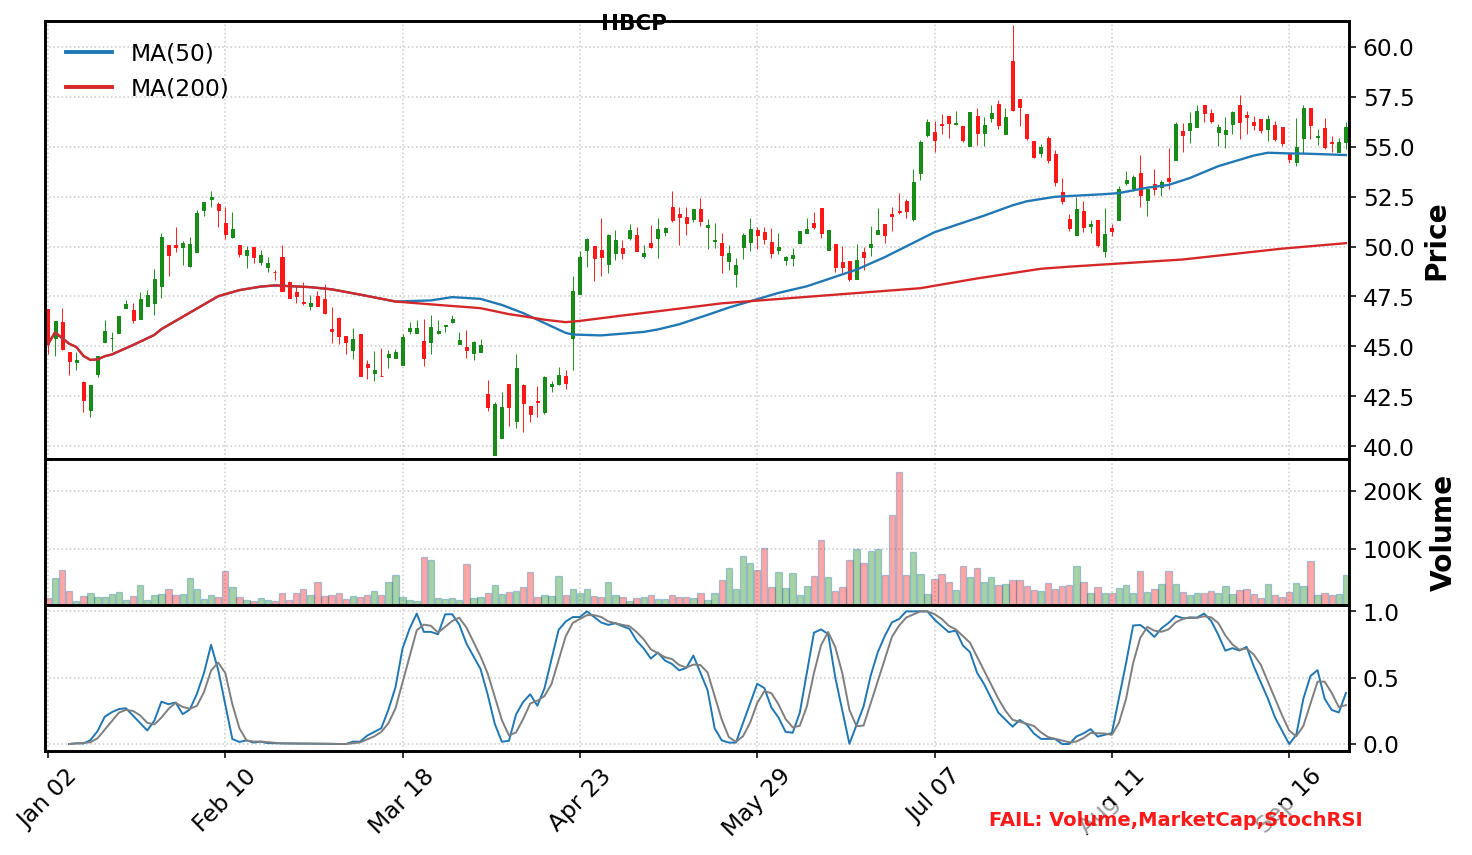 HBCP
MA(50)
MA(200)
60.0
57.5
55.0
52.5
50.0
47.5
45.0
42.5
40.0
Price
200K
100K
Volume
1.0
0.5
0.0
Jan 02
Feb 10
Mar 18
Apr 23
May 29
Jul 07
Aug 11
Sep 16
FAIL: Volume,MarketCap,StochRSI